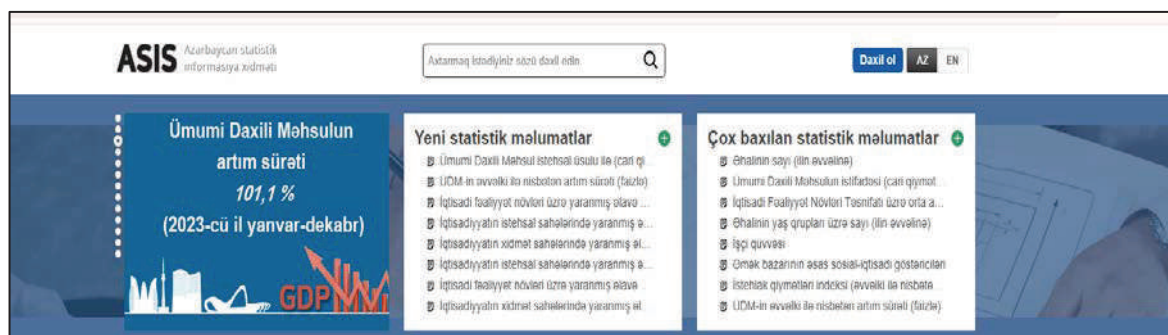 ASIS
Azərbaycan statistik
informasiya xidməti
Axtarmaq istədiyiniz sözü daxil edin
Daxil ol AZ EN
Ümumi Daxili Məhsulun
artım sürəti
101,1 %
(2023-cü il yanvar-dekabr)
GDP
Yeni statistik məlumatlar
Ümumi Daxili Məhsul istehsal üsulu ilə (cari qi...
ÜDM-in əvvəlki ilə nisbətən artım sürəti (faizlə)
İqtisadi fəaliyyət növləri üzrə yaranmış əlavə ...
İqtisadiyyatın istehsal sahələrində yaranmış ə...
İqtisadiyyatın xidmət sahələrində yaranmış əl...
İqtisadiyyatın istehsal sahələrində yaranmış ə...
İqtisadi fəaliyyət növləri üzrə yaranmış əlavə ...
İqtisadiyyatın xidmət sahələrində yaranmış əl...
Çox baxılan statistik məlumatlar
Əhalinin sayı (ilin əvvəlinə)
Ümumi Daxili Məhsulun istifadəsi (cari qiymət...
İqtisadi Fəaliyyət Növləri Təsnifatı üzrə orta a...
Əhalinin yaş qrupları üzrə sayı (ilin əvvəlinə)
İşçi qüvvəsi
Əmək bazarının əsas sosial-iqtisadi göstəriciləri
İstehlak qiymətləri indeksi (əvvəlki ilə nisbətə...
ÜDM-in əvvəlki ilə nisbətən artım sürəti (faizlə)